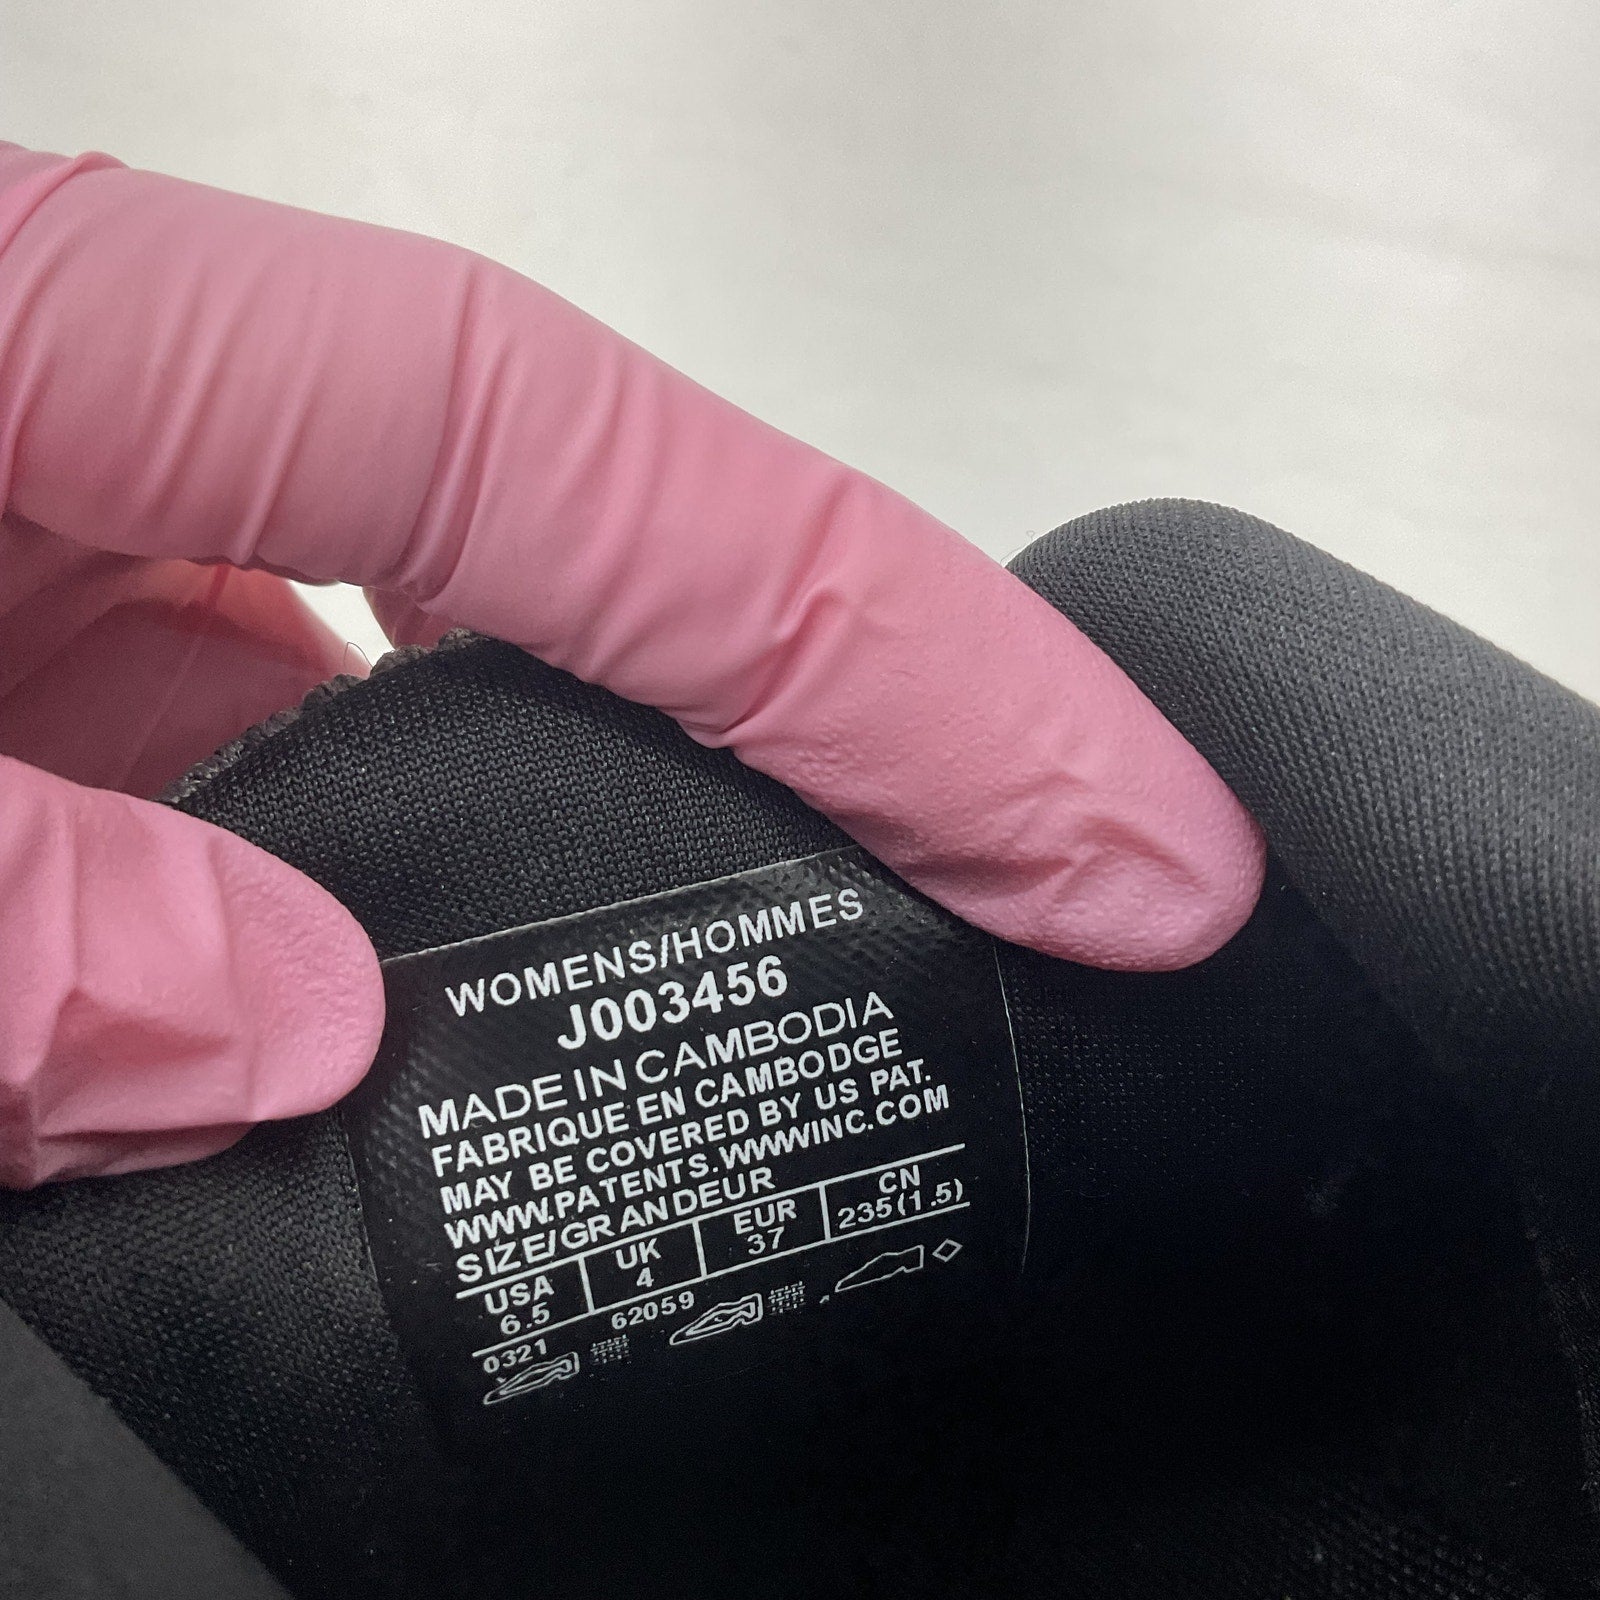 WOMENS/HOMMES
J003456
MADE IN CAMBODIA
FABRIQUE EN CAMBODGE
MAY BE COVERED BY US PAT.
WWW.PATENTS.WWWINC.COM
SIZE/GRANDEUR
USA UK EUR CN
6.5 4 37 235(1.5)
0321 62059